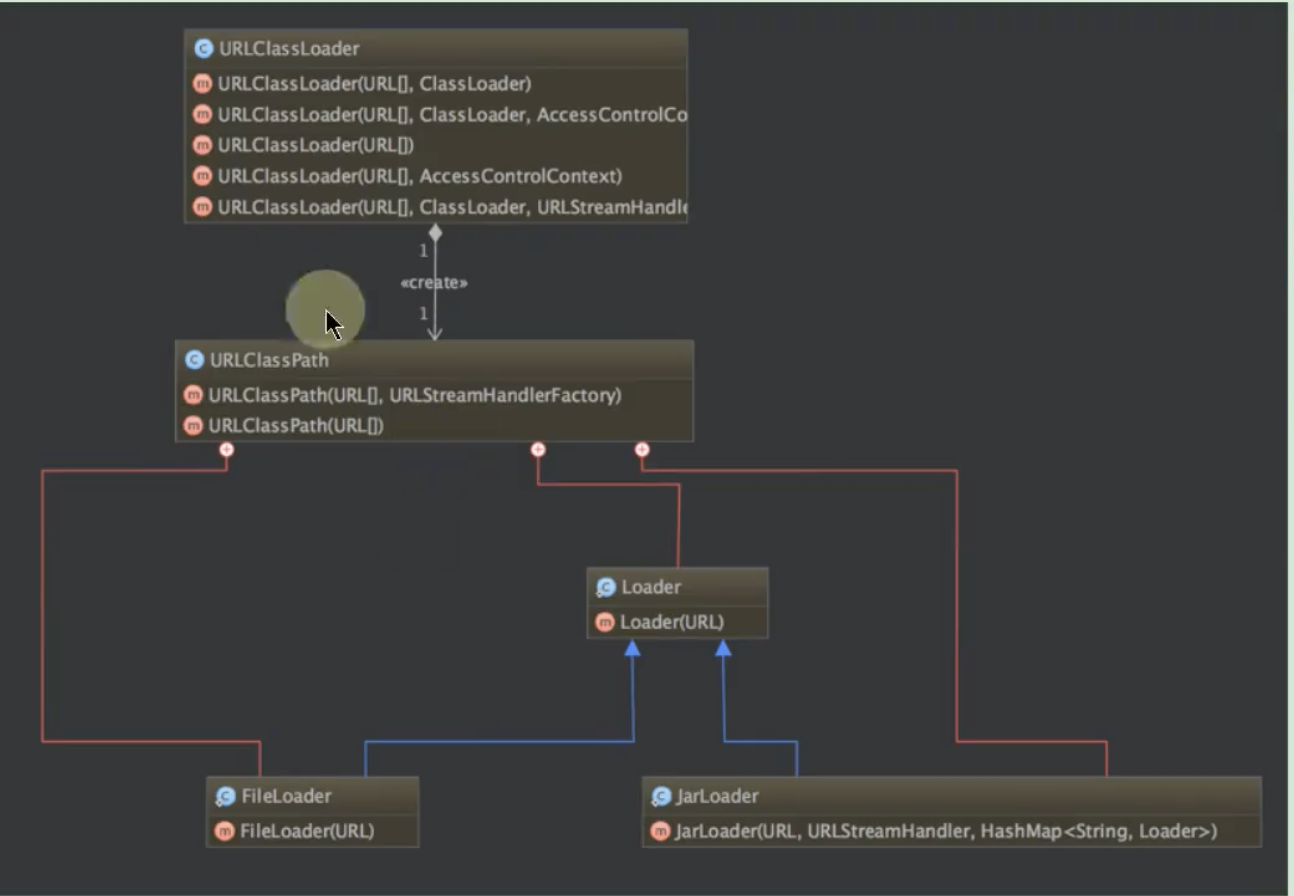 URLClassLoader
URLClassLoader(URL[], ClassLoader)
URLClassLoader(URL[], ClassLoader, AccessControlCo
URLClassLoader(URL[])
URLClassLoader(URL[], AccessControlContext)
URLClassLoader(URL[], ClassLoader, URLStreamHandle
1
«create»
1
URLClassPath
URLClassPath(URL[], URLStreamHandlerFactory)
URLClassPath(URL[])
Loader
Loader(URL)
FileLoader
FileLoader(URL)
JarLoader
JarLoader(URL, URLStreamHandler, HashMap<String, Loader>)